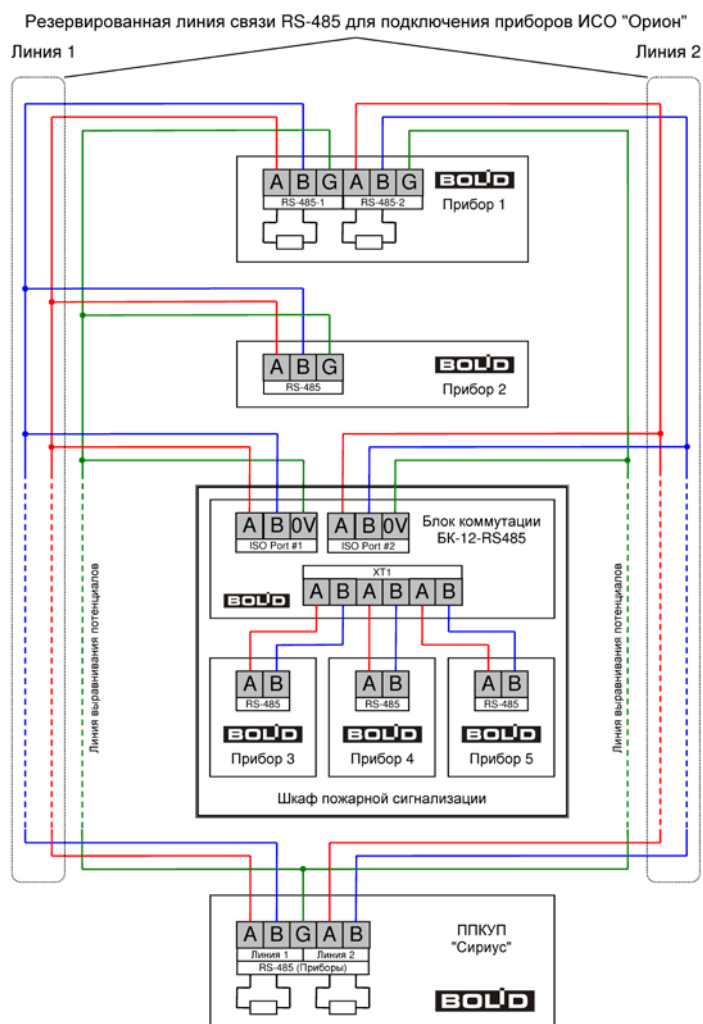 Резервированная линия связи RS-485 для подключения приборов ИСО "Орион"
Линия 1
Линия 2
A B G A B G
RS-485-1 RS-485-2
BOLID
Прибор 1
A B G
RS-485
BOLID
Прибор 2
A B 0V A B 0V
ISO Port #1 ISO Port #2
Блок коммутации
БК-12-RS485
XT1
A B A B A B
BOLID
Линия выравнивания потенциалов
Линия выравнивания потенциалов
A B
RS-485
BOLID
Прибор 3
A B
RS-485
BOLID
Прибор 4
A B
RS-485
BOLID
Прибор 5
Шкаф пожарной сигнализации
A B G A B
Линия 1 Линия 2
RS-485 (Приборы)
ППКУП
"Сириус"
BOLID